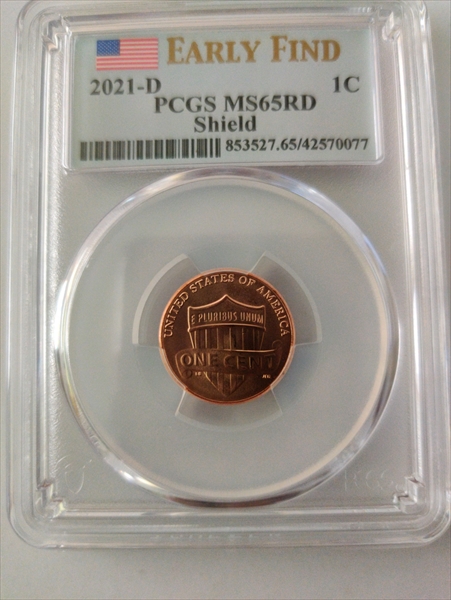 EARLY FIND
2021-D 1C
PCGS MS65RD
Shield
853527.65/42570077
UNITED STATES OF AMERICA
E PLURIBUS UNUM
ONE CENT